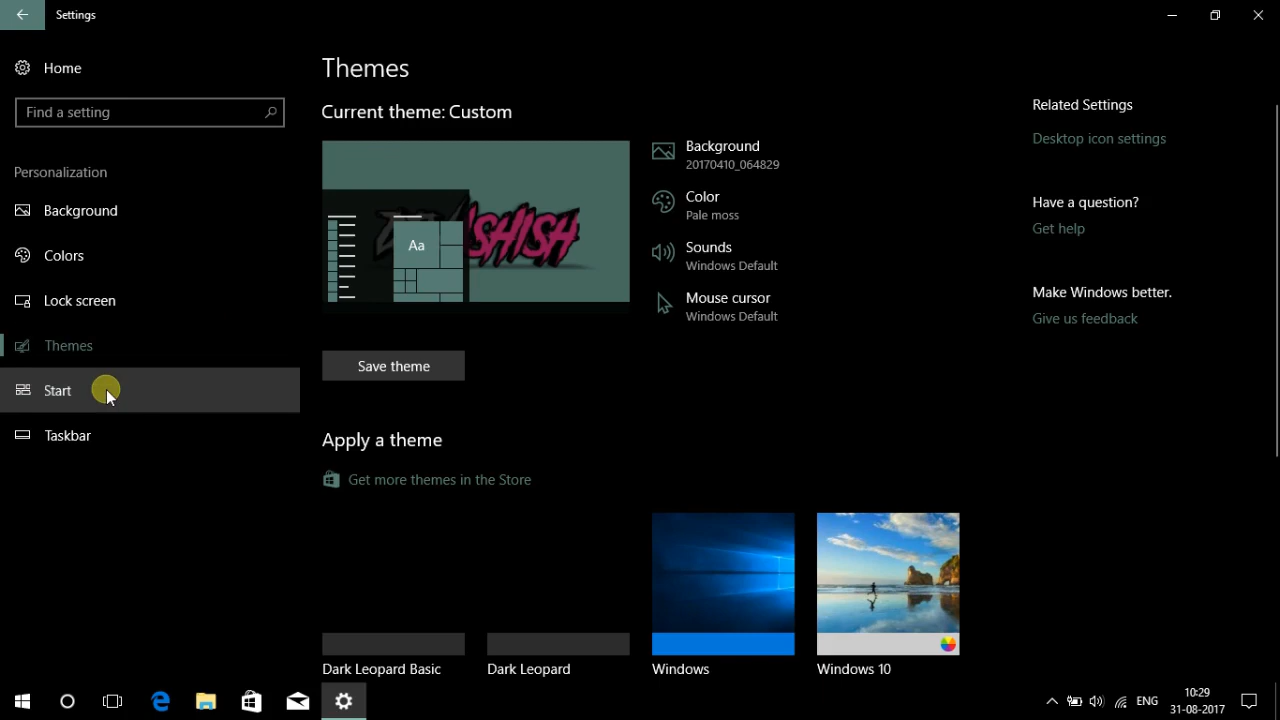 Settings
Home
Find a setting
Personalization
Background
Colors
Lock screen
Themes
Start
Taskbar
Themes
Current theme: Custom
Aa
Background
20170410_064829
Color
Pale moss
Sounds
Windows Default
Mouse cursor
Windows Default
Save theme
Apply a theme
Get more themes in the Store
Dark Leopard Basic
Dark Leopard
Windows
Windows 10
Related Settings
Desktop icon settings
Have a question?
Get help
Make Windows better.
Give us feedback
ENG
10:29
31-08-2017